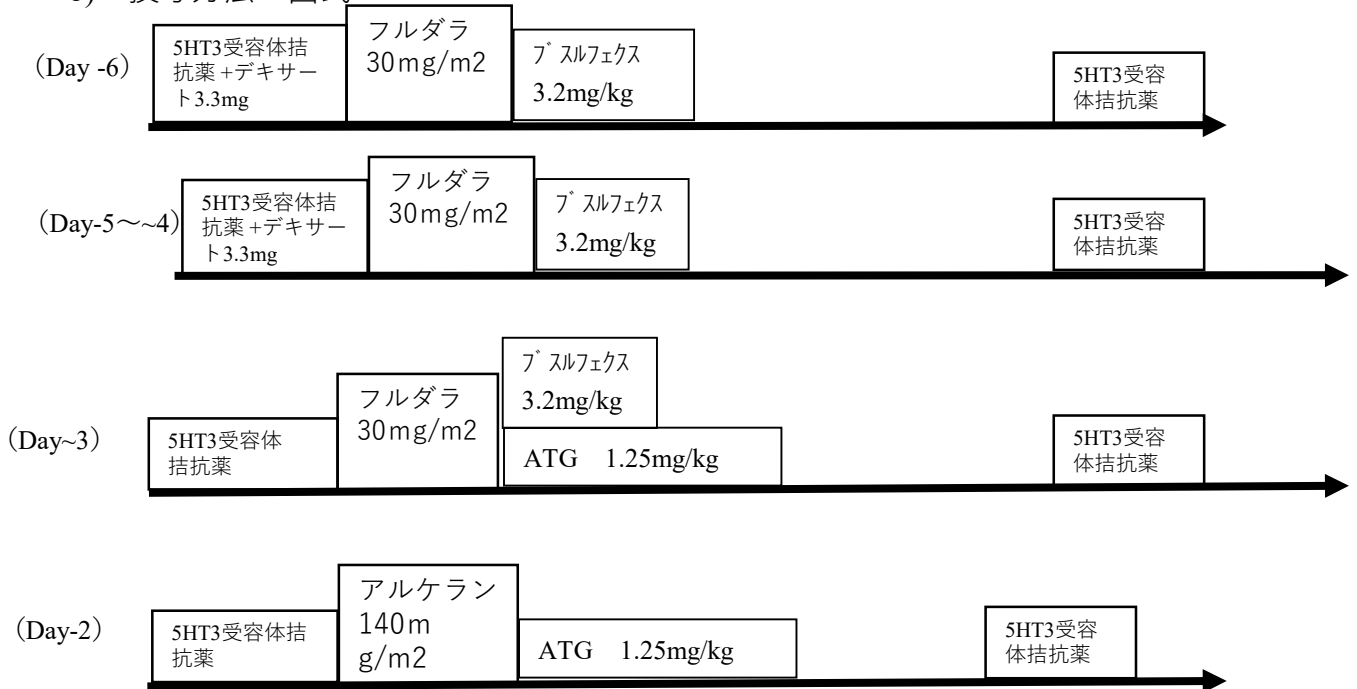 (Day -6)
5HT3受容体拮
抗薬 +デキサー
ト3.3mg
フルダラ
30mg/m2
ﾌﾞｽﾙﾌｪｸｽ
3.2mg/kg
5HT3受容
体拮抗薬
(Day-5～~4)
5HT3受容体拮
抗薬 +デキサー
ト3.3mg
フルダラ
30mg/m2
ﾌﾞｽﾙﾌｪｸｽ
3.2mg/kg
5HT3受容
体拮抗薬
(Day~3)
5HT3受容体
拮抗薬
フルダラ
30mg/m2
ﾌﾞｽﾙﾌｪｸｽ
3.2mg/kg
ATG　1.25mg/kg
5HT3受容
体拮抗薬
(Day-2)
5HT3受容体拮
抗薬
アルケラン
140m
g/m2
ATG　1.25mg/kg
5HT3受容
体拮抗薬